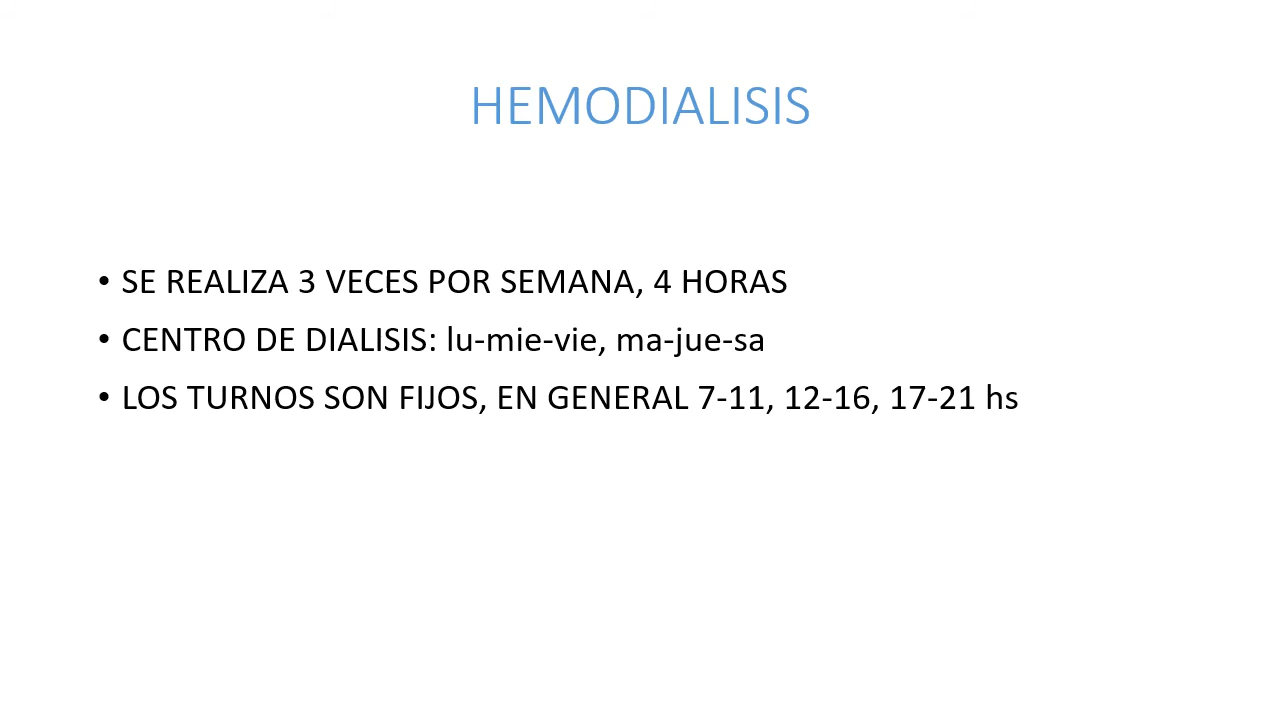 HEMODIALISIS
• SE REALIZA 3 VECES POR SEMANA, 4 HORAS
• CENTRO DE DIALISIS: lu-mie-vie, ma-jue-sa
• LOS TURNOS SON FIJOS, EN GENERAL 7-11, 12-16, 17-21 hs